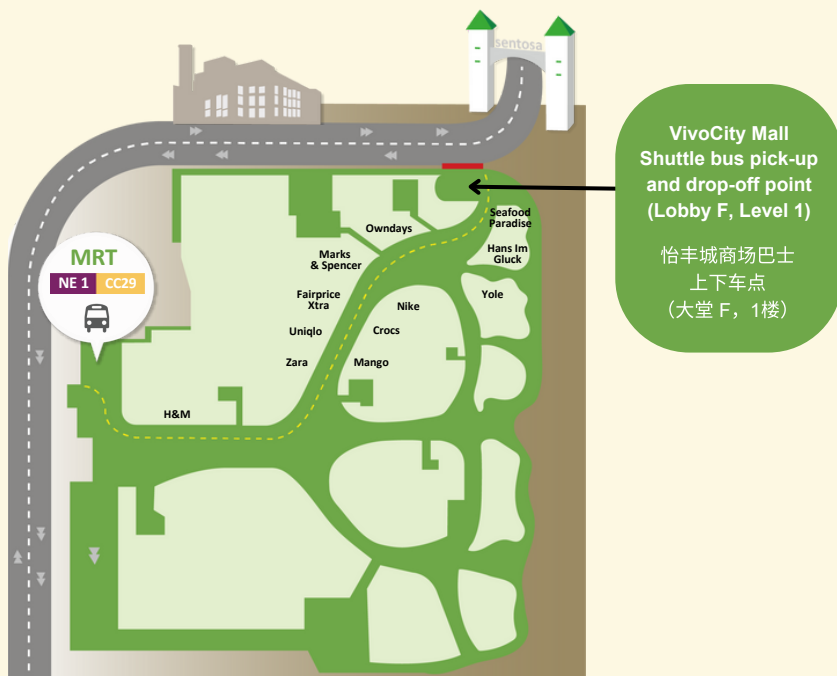 sentosa
VivoCity Mall
Shuttle bus pick-up
and drop-off point
(Lobby F, Level 1)
怡丰城商场巴士
上下车点
（大堂 F，1楼）
Seafood
Paradise
Owndays
Hans Im
Gluck
Marks
& Spencer
MRT
NE 1
CC29
Fairprice
Xtra
Nike
Yole
Uniqlo
Crocs
Zara
Mango
H&M